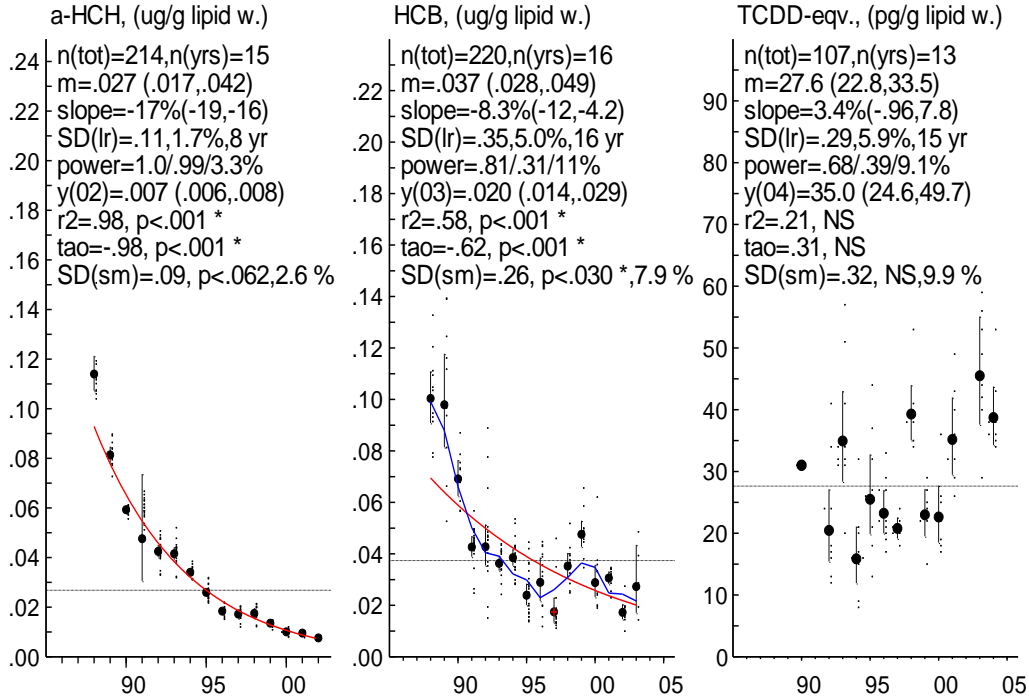 a-HCH, (ug/g lipid w.)
n(tot)=214,n(yrs)=15
m=.027 (.017,.042)
slope=-17%(-19,-16)
SD(lr)=.11,1.7%,8 yr
power=1.0/.99/3.3%
y(02)=.007 (.006,.008)
r2=.98, p<.001 *
tao=-.98, p<.001 *
SD(sm)=.09, p<.062,2.6 %
.24
.22
.20
.18
.16
.14
.12
.10
.08
.06
.04
.02
.00
90 95 00
HCB, (ug/g lipid w.)
n(tot)=220,n(yrs)=16
m=.037 (.028,.049)
slope=-8.3%(-12,-4.2)
SD(lr)=.35,5.0%,16 yr
power=.81/.31/11%
y(03)=.020 (.014,.029)
r2=.58, p<.001 *
tao=-.62, p<.001 *
SD(sm)=.26, p<.030 *,7.9 %
.22
.20
.18
.16
.14
.12
.10
.08
.06
.04
.02
.00
90 95 00 05
TCDD-eqv., (pg/g lipid w.)
n(tot)=107,n(yrs)=13
m=27.6 (22.8,33.5)
slope=3.4%(-.96,7.8)
SD(lr)=.29,5.9%,15 yr
power=.68/.39/9.1%
y(04)=35.0 (24.6,49.7)
r2=.21, NS
tao=.31, NS
SD(sm)=.32, NS,9.9 %
90
80
70
60
50
40
30
20
10
0
90 95 00 05